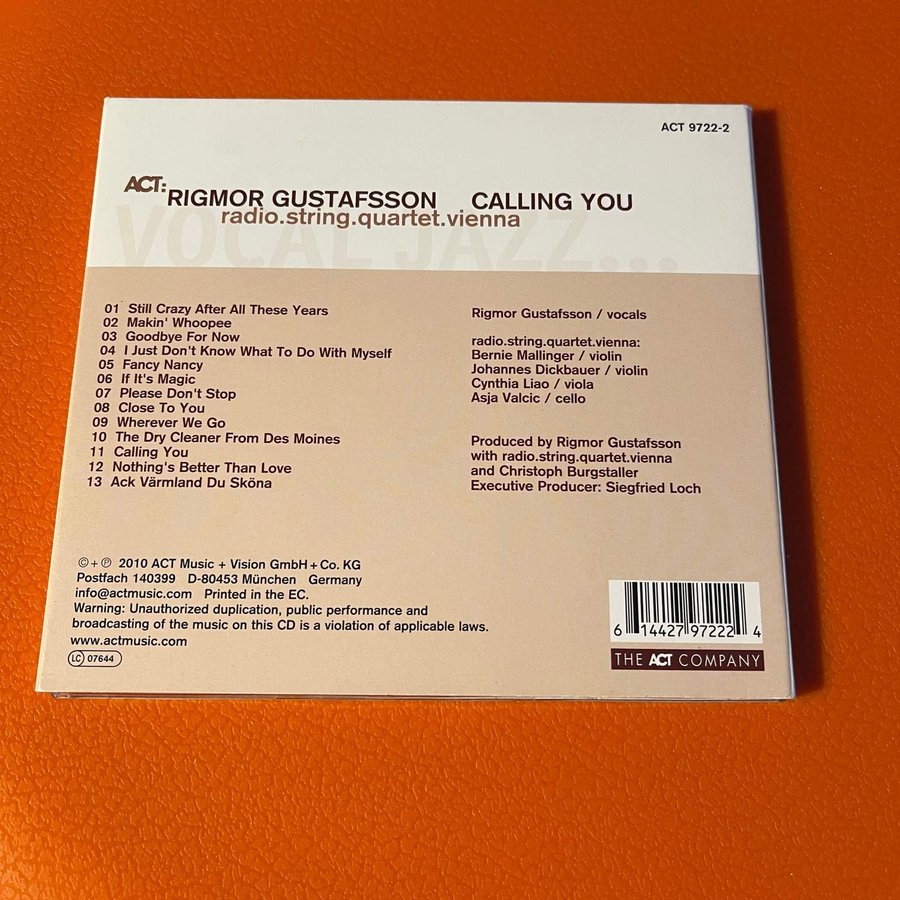 ACT 9722-2
ACT:
RIGMOR GUSTAFSSON CALLING YOU
radio.string.quartet.vienna
VOCAL JAZZ...
01 Still Crazy After All These Years
02 Makin' Whoopee
03 Goodbye For Now
04 I Just Don't Know What To Do With Myself
05 Fancy Nancy
06 If It's Magic
07 Please Don't Stop
08 Close To You
09 Wherever We Go
10 The Dry Cleaner From Des Moines
11 Calling You
12 Nothing's Better Than Love
13 Ack Värmland Du Sköna
Rigmor Gustafsson / vocals
radio.string.quartet.vienna:
Bernie Mallinger / violin
Johannes Dickbauer / violin
Cynthia Liao / viola
Asja Valcic / cello
Produced by Rigmor Gustafsson
with radio.string.quartet.vienna
and Christoph Burgstaller
Executive Producer: Siegfried Loch
©+℗ 2010 ACT Music + Vision GmbH + Co. KG
Postfach 140399 D-80453 München Germany
info@actmusic.com Printed in the EC.
Warning: Unauthorized duplication, public performance and
broadcasting of the music on this CD is a violation of applicable laws.
www.actmusic.com
LC 07644
6 14427 97222 4
THE ACT COMPANY